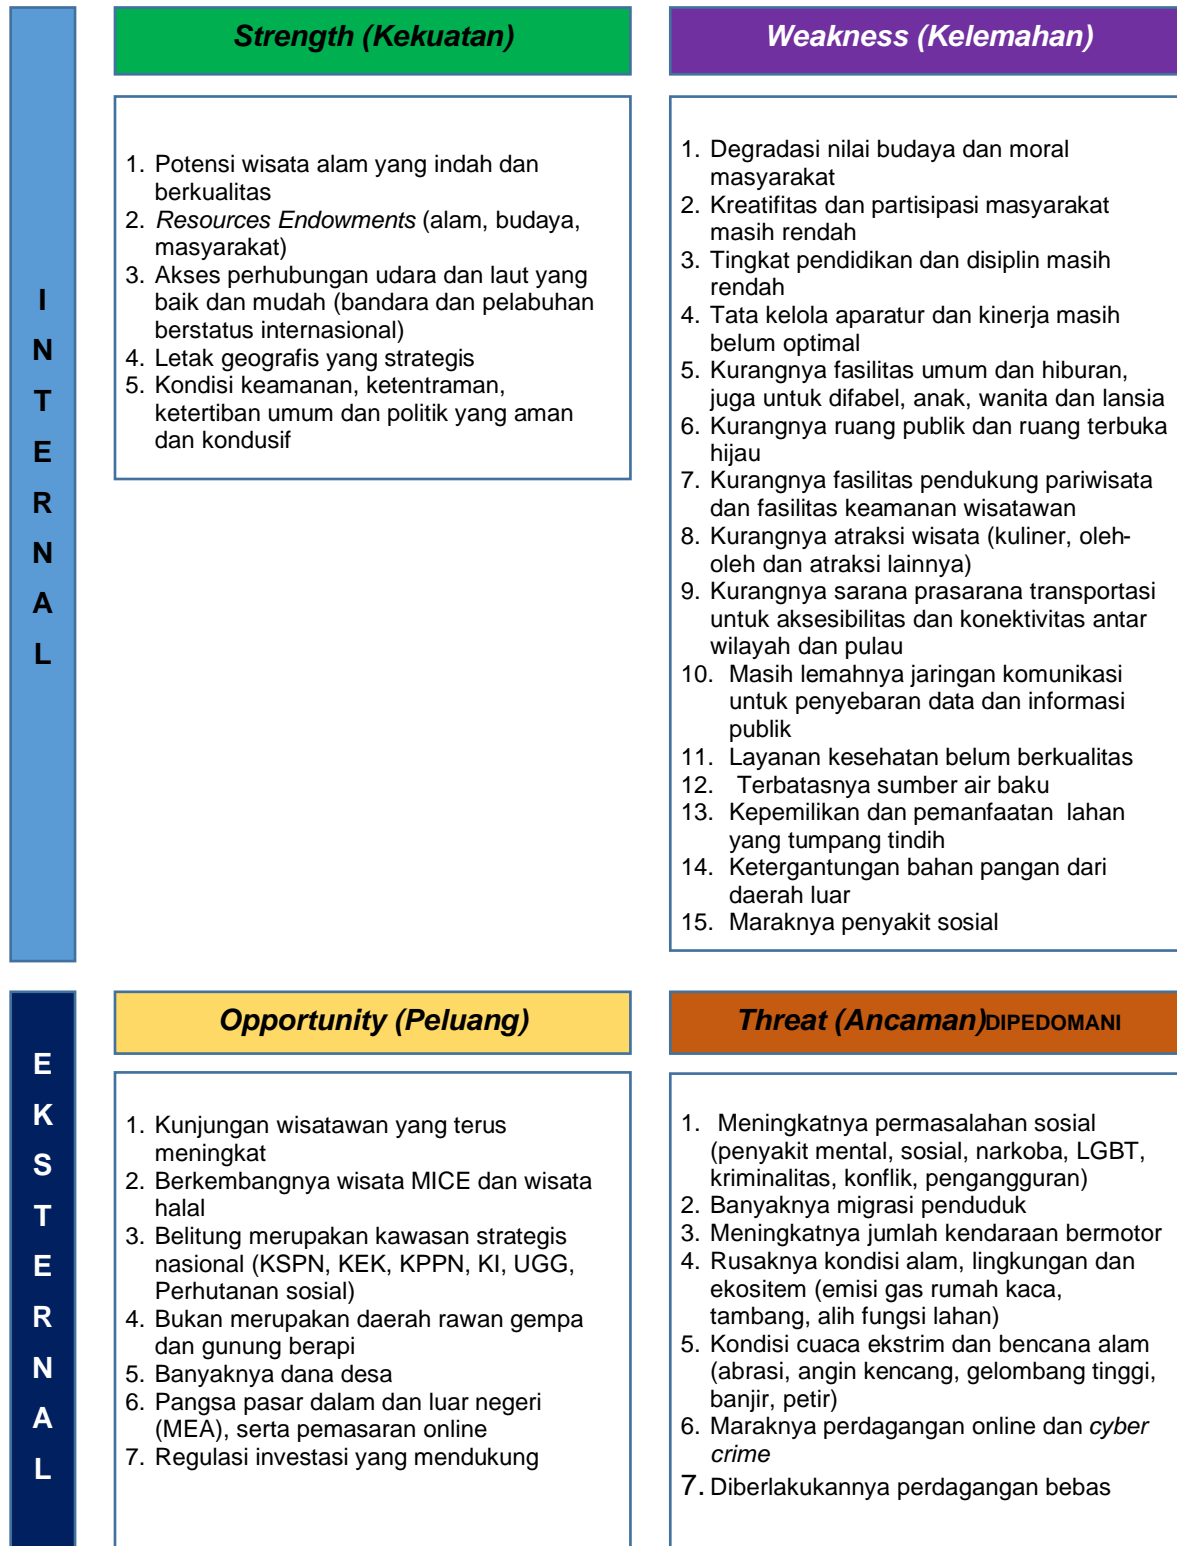 I
N
T
E
R
N
A
L
Strength (Kekuatan)
1. Potensi wisata alam yang indah dan
berkualitas
2. Resources Endowments (alam, budaya,
masyarakat)
3. Akses perhubungan udara dan laut yang
baik dan mudah (bandara dan pelabuhan
berstatus internasional)
4. Letak geografis yang strategis
5. Kondisi keamanan, ketentraman,
ketertiban umum dan politik yang aman
dan kondusif
Weakness (Kelemahan)
1. Degradasi nilai budaya dan moral
masyarakat
2. Kreatifitas dan partisipasi masyarakat
masih rendah
3. Tingkat pendidikan dan disiplin masih
rendah
4. Tata kelola aparatur dan kinerja masih
belum optimal
5. Kurangnya fasilitas umum dan hiburan,
juga untuk difabel, anak, wanita dan lansia
6. Kurangnya ruang publik dan ruang terbuka
hijau
7. Kurangnya fasilitas pendukung pariwisata
dan fasilitas keamanan wisatawan
8. Kurangnya atraksi wisata (kuliner, oleh-
oleh dan atraksi lainnya)
9. Kurangnya sarana prasarana transportasi
untuk aksesibilitas dan konektivitas antar
wilayah dan pulau
10. Masih lemahnya jaringan komunikasi
untuk penyebaran data dan informasi
publik
11. Layanan kesehatan belum berkualitas
12. Terbatasnya sumber air baku
13. Kepemilikan dan pemanfaatan lahan
yang tumpang tindih
14. Ketergantungan bahan pangan dari
daerah luar
15. Maraknya penyakit sosial
E
K
S
T
E
R
N
A
L
Opportunity (Peluang)
1. Kunjungan wisatawan yang terus
meningkat
2. Berkembangnya wisata MICE dan wisata
halal
3. Belitung merupakan kawasan strategis
nasional (KSPN, KEK, KPPN, KI, UGG,
Perhutanan sosial)
4. Bukan merupakan daerah rawan gempa
dan gunung berapi
5. Banyaknya dana desa
6. Pangsa pasar dalam dan luar negeri
(MEA), serta pemasaran online
7. Regulasi investasi yang mendukung
Threat (Ancaman)DIPEDOMANI
1. Meningkatnya permasalahan sosial
(penyakit mental, sosial, narkoba, LGBT,
kriminalitas, konflik, pengangguran)
2. Banyaknya migrasi penduduk
3. Meningkatnya jumlah kendaraan bermotor
4. Rusaknya kondisi alam, lingkungan dan
ekositem (emisi gas rumah kaca,
tambang, alih fungsi lahan)
5. Kondisi cuaca ekstrim dan bencana alam
(abrasi, angin kencang, gelombang tinggi,
banjir, petir)
6. Maraknya perdagangan online dan cyber
crime
7. Diberlakukannya perdagangan bebas